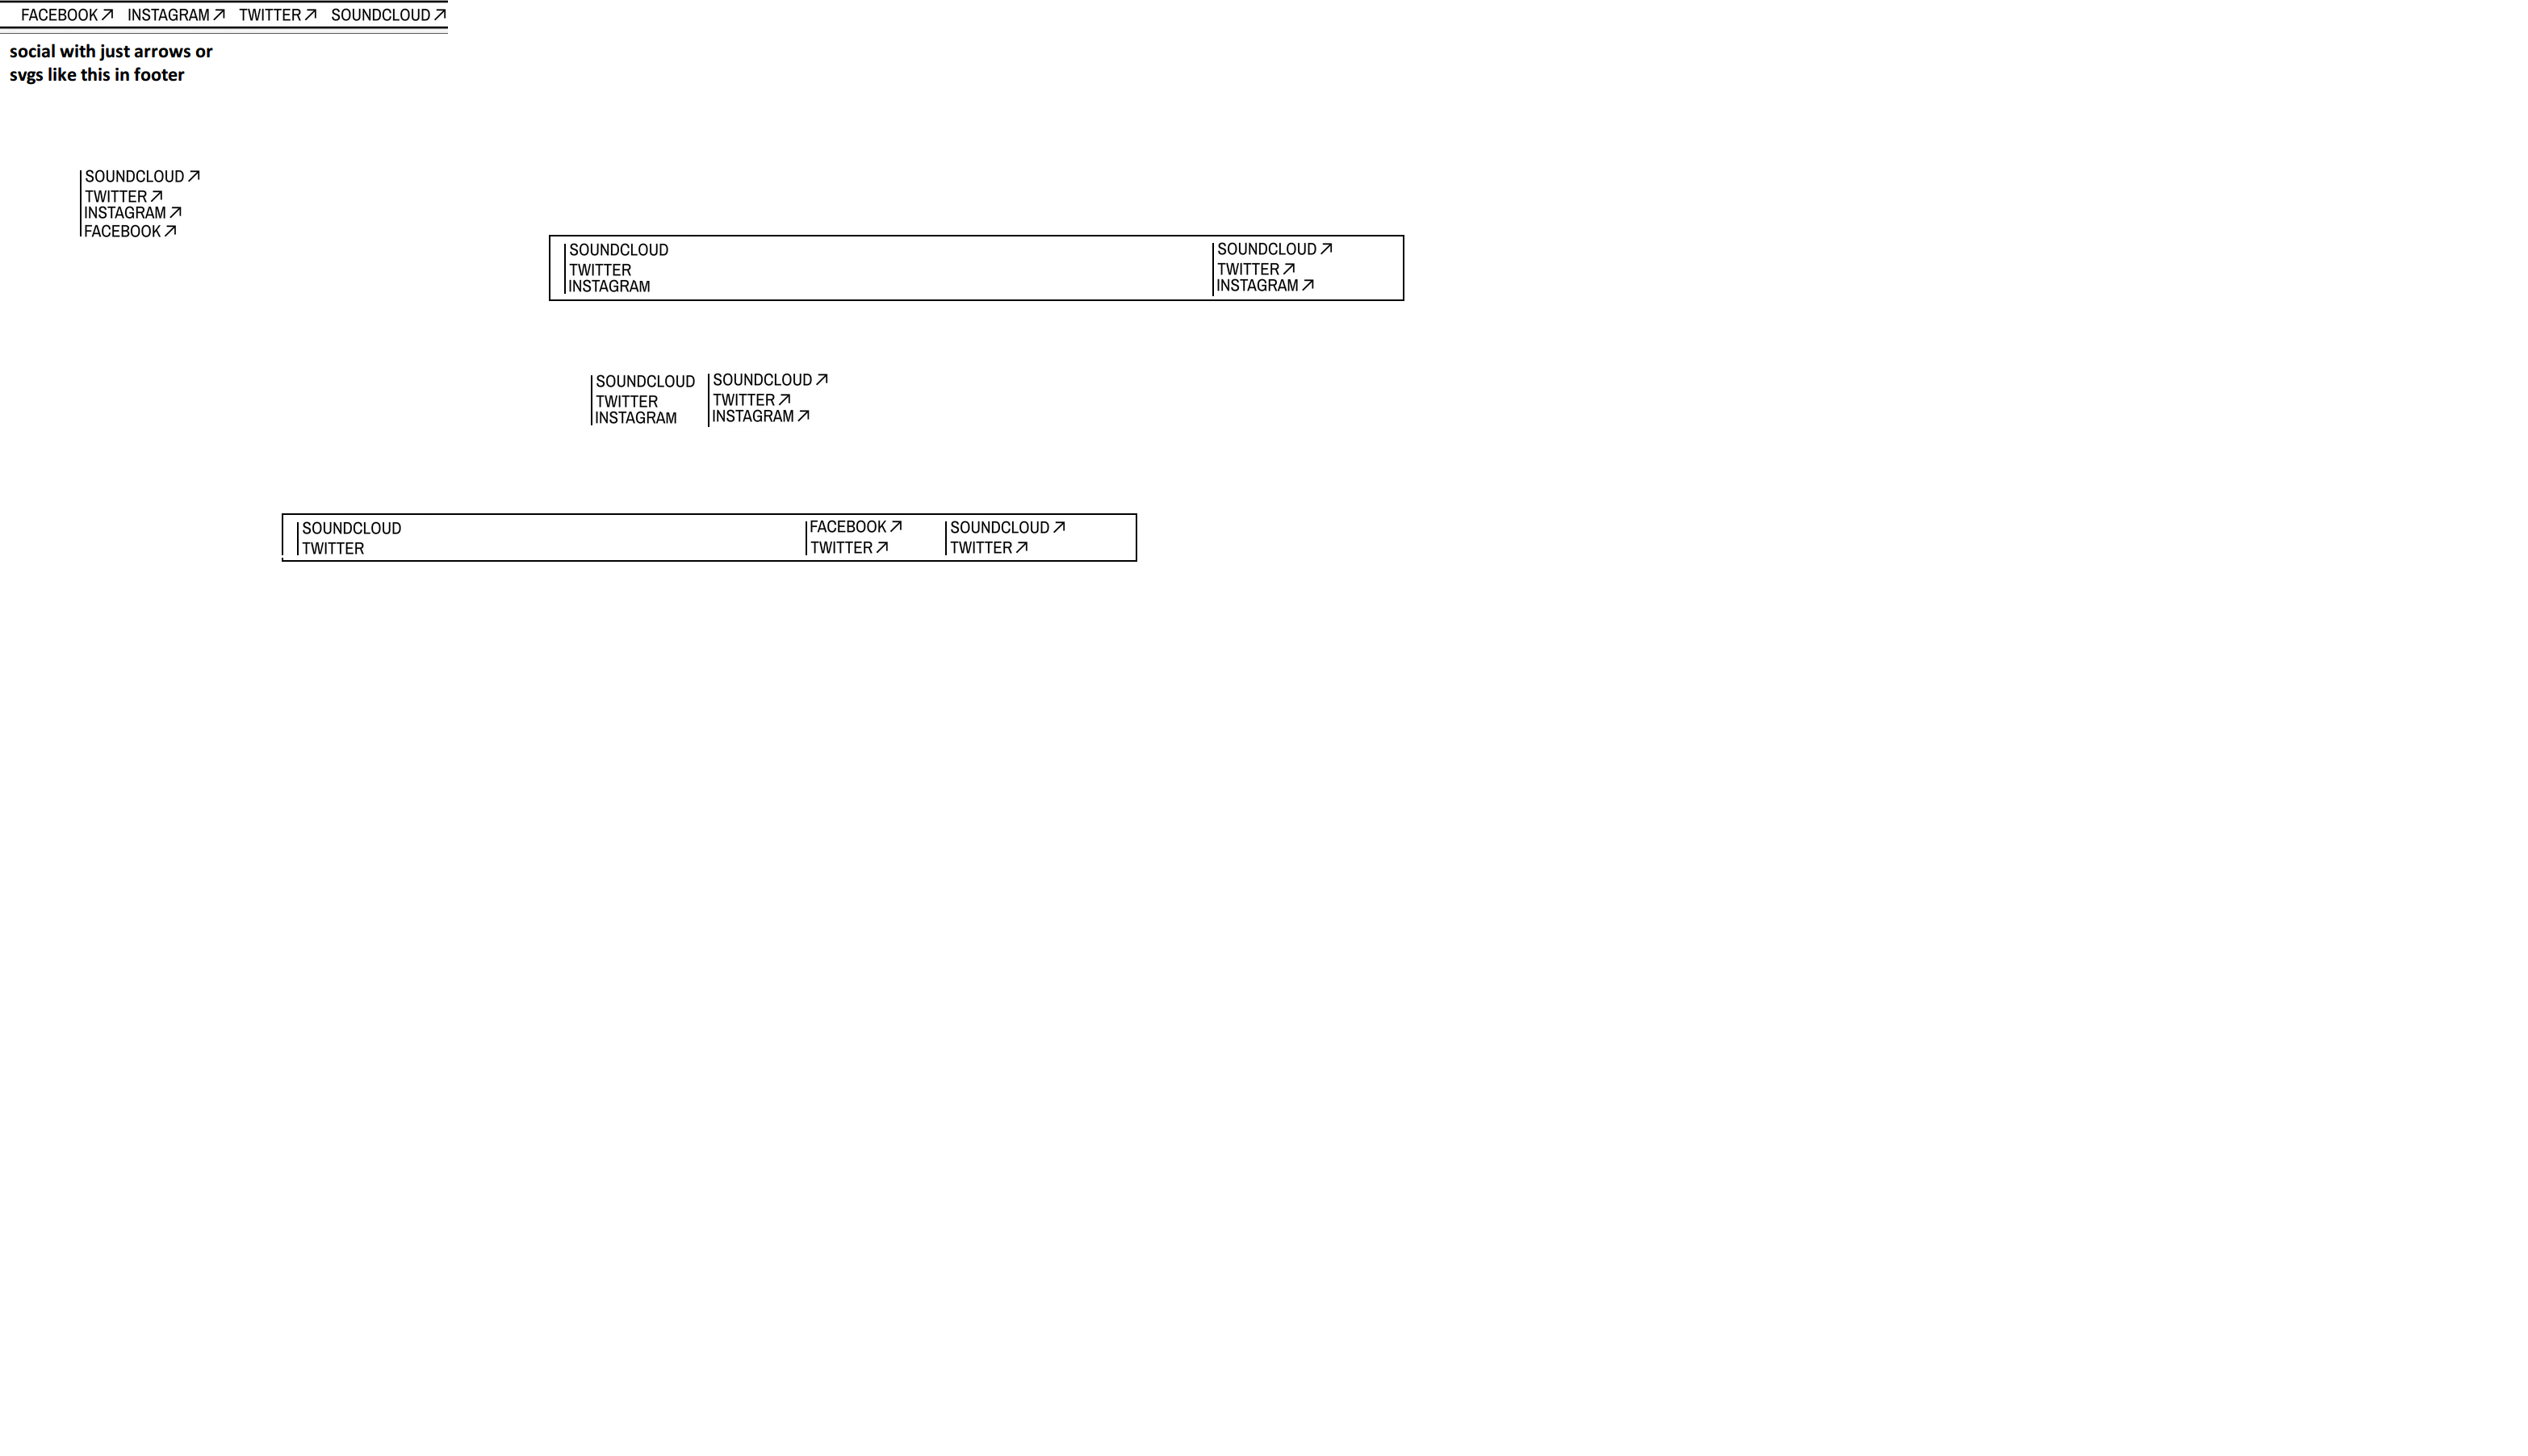 FACEBOOK↗ INSTAGRAM↗ TWITTER↗ SOUNDCLOUD↗
social with just arrows or
svgs like this in footer
SOUNDCLOUD↗
TWITTER↗
INSTAGRAM↗
FACEBOOK↗
SOUNDCLOUD
TWITTER
INSTAGRAM
SOUNDCLOUD↗
TWITTER↗
INSTAGRAM↗
SOUNDCLOUD
TWITTER
INSTAGRAM
SOUNDCLOUD↗
TWITTER↗
INSTAGRAM↗
SOUNDCLOUD
TWITTER
FACEBOOK↗
TWITTER↗
SOUNDCLOUD↗
TWITTER↗